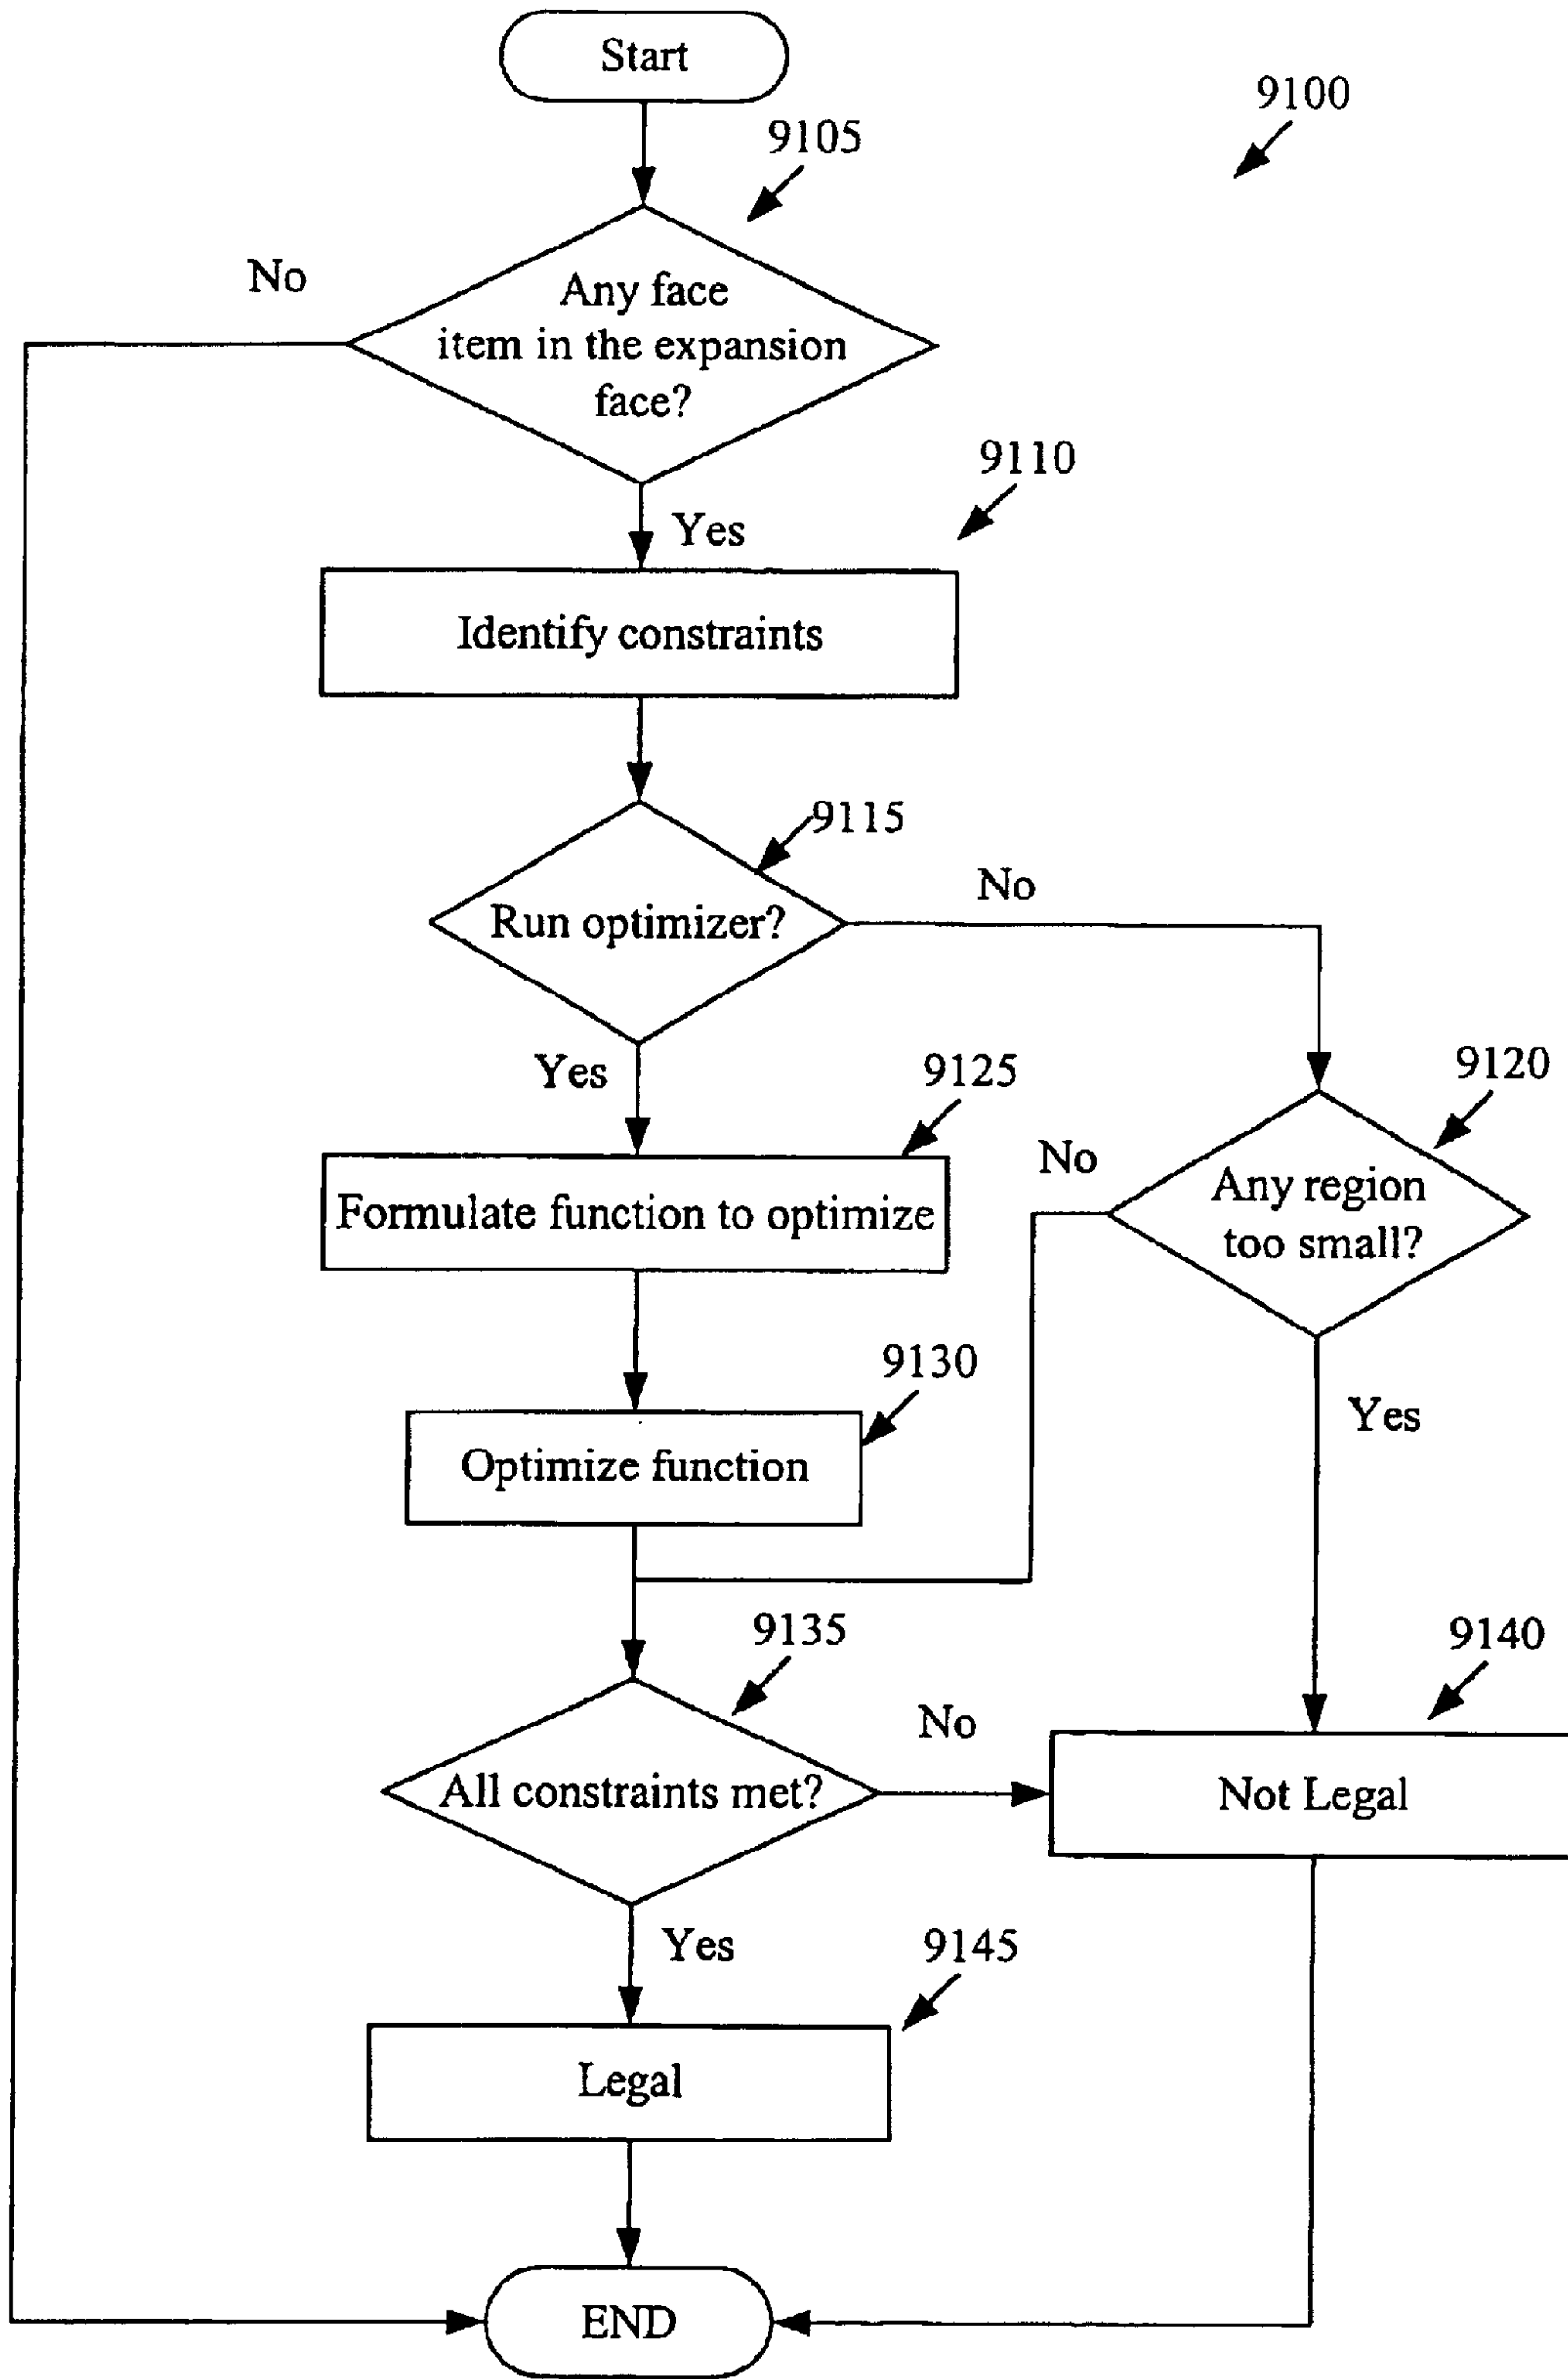 Start
9100
9105
No
Any face
item in the expansion
face?
9110
Yes
Identify constraints
9115
No
Run optimizer?
Yes
9125
9120
No
Any region
too small?
Formulate function to optimize
9130
Yes
Optimize function
9135
9140
No
All constraints met?
Not Legal
Yes
9145
Legal
END